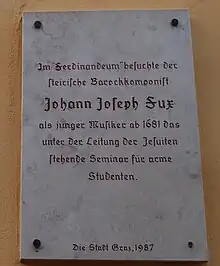 Im "Ferdinandeum" besuchte der
steirische Barockkomponist
Johann Joseph Fux
als junger Musiker ab 1681 das
unter der Leitung der Jesuiten
stehende Seminar für arme
Studenten.
Die Stadt Graz, 1987